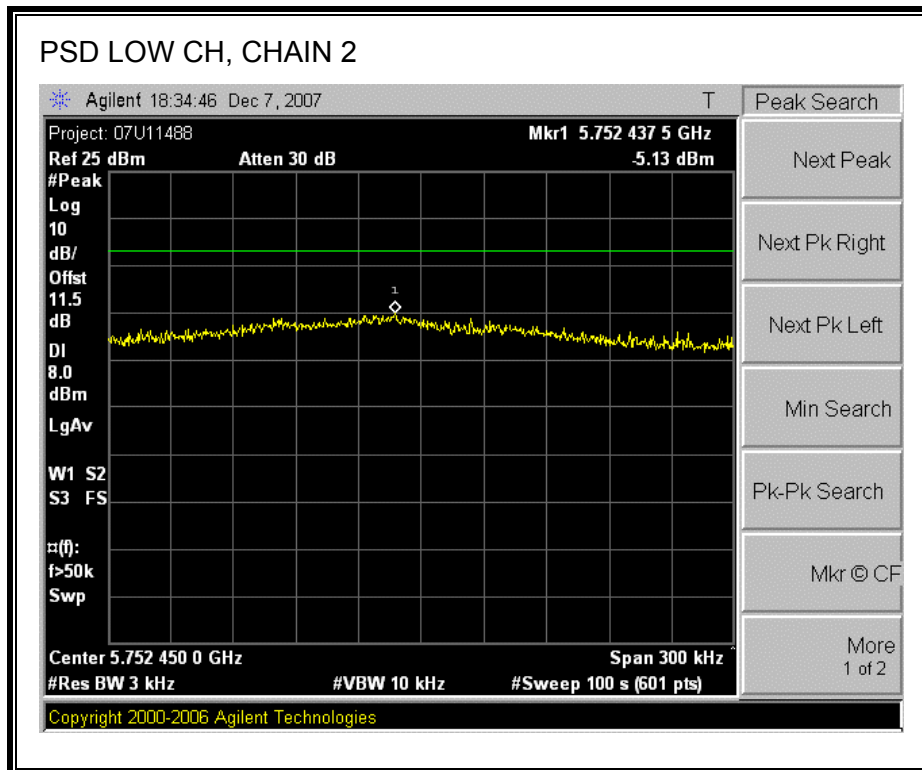 PSD LOW CH, CHAIN 2
Agilent 18:34:46 Dec 7, 2007 T
Peak Search
Project: 07U11488 Mkr1 5.752 437 5 GHz
Ref 25 dBm Atten 30 dB -5.13 dBm
#Peak
Log
10
dB/
Offst
11.5
dB
DI
8.0
dBm
LgAv
W1 S2
S3 FS
¤(f):
f>50k
Swp
1
Center 5.752 450 0 GHz Span 300 kHz
#Res BW 3 kHz #VBW 10 kHz #Sweep 100 s (601 pts)
Copyright 2000-2006 Agilent Technologies
Next Peak
Next Pk Right
Next Pk Left
Min Search
Pk-Pk Search
Mkr © CF
More
1 of 2